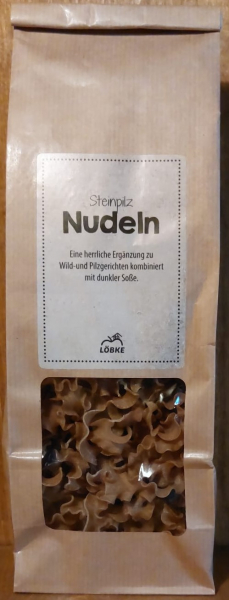 Steinpilz
Nudeln
Eine herrliche Ergänzung zu
Wild-und Pilzgerichten kombiniert
mit dunkler Soße.
LÖBKE